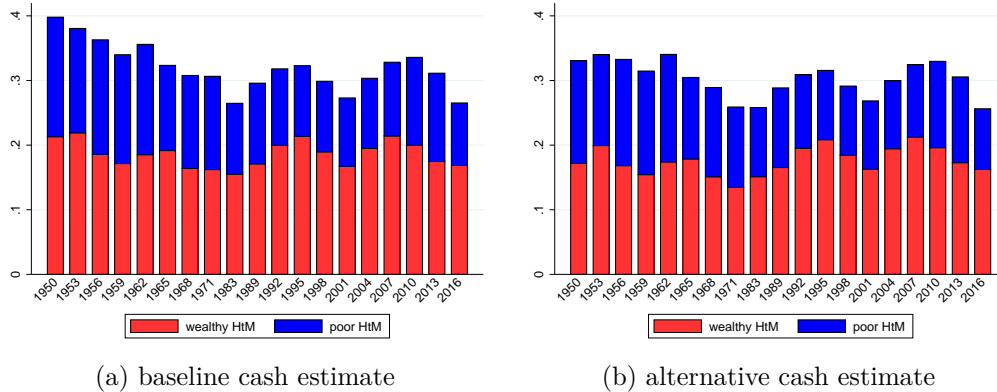 .4
.3
.2
.1
0
1950 1953 1956 1959 1962 1965 1968 1971 1983 1989 1992 1995 1998 2001 2004 2007 2010 2013 2016
wealthy HtM poor HtM
(a) baseline cash estimate
.4
.3
.2
.1
0
1950 1953 1956 1959 1962 1965 1968 1971 1983 1989 1992 1995 1998 2001 2004 2007 2010 2013 2016
wealthy HtM poor HtM
(b) alternative cash estimate